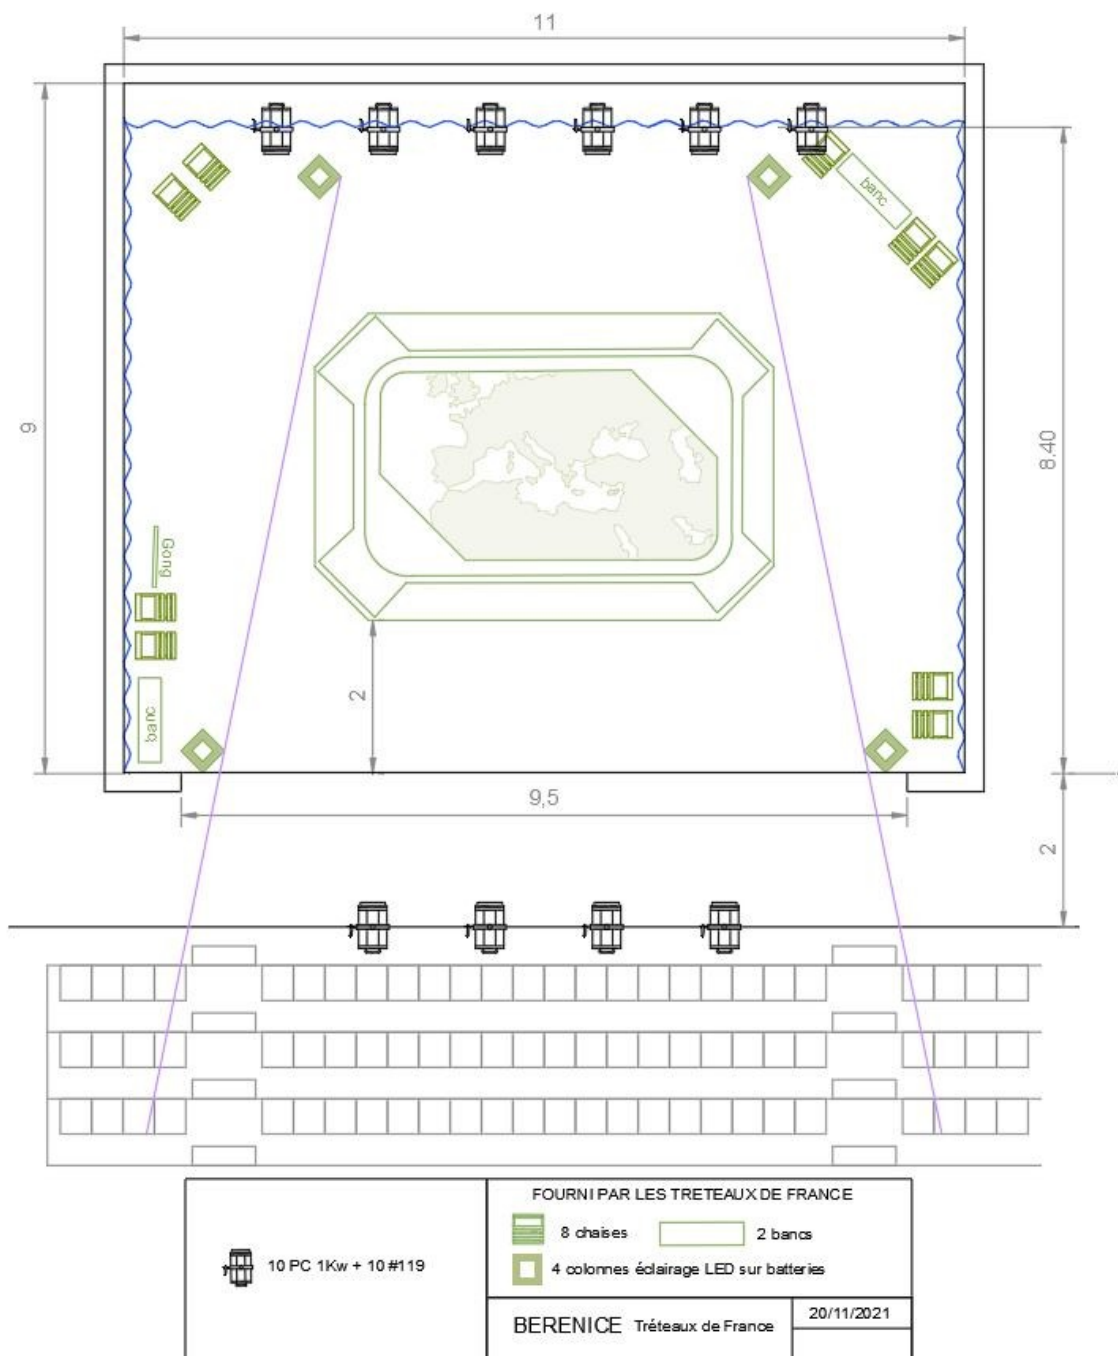 11
banc
9
8.40
Gong
2
banc
9,5
2
FOURNI PAR LES TRETEAUX DE FRANCE
8 chaises
2 bancs
10 PC 1Kw + 10 #119
4 colonnes éclairage LED sur batteries
BERENICE Tréteaux de France
20/11/2021